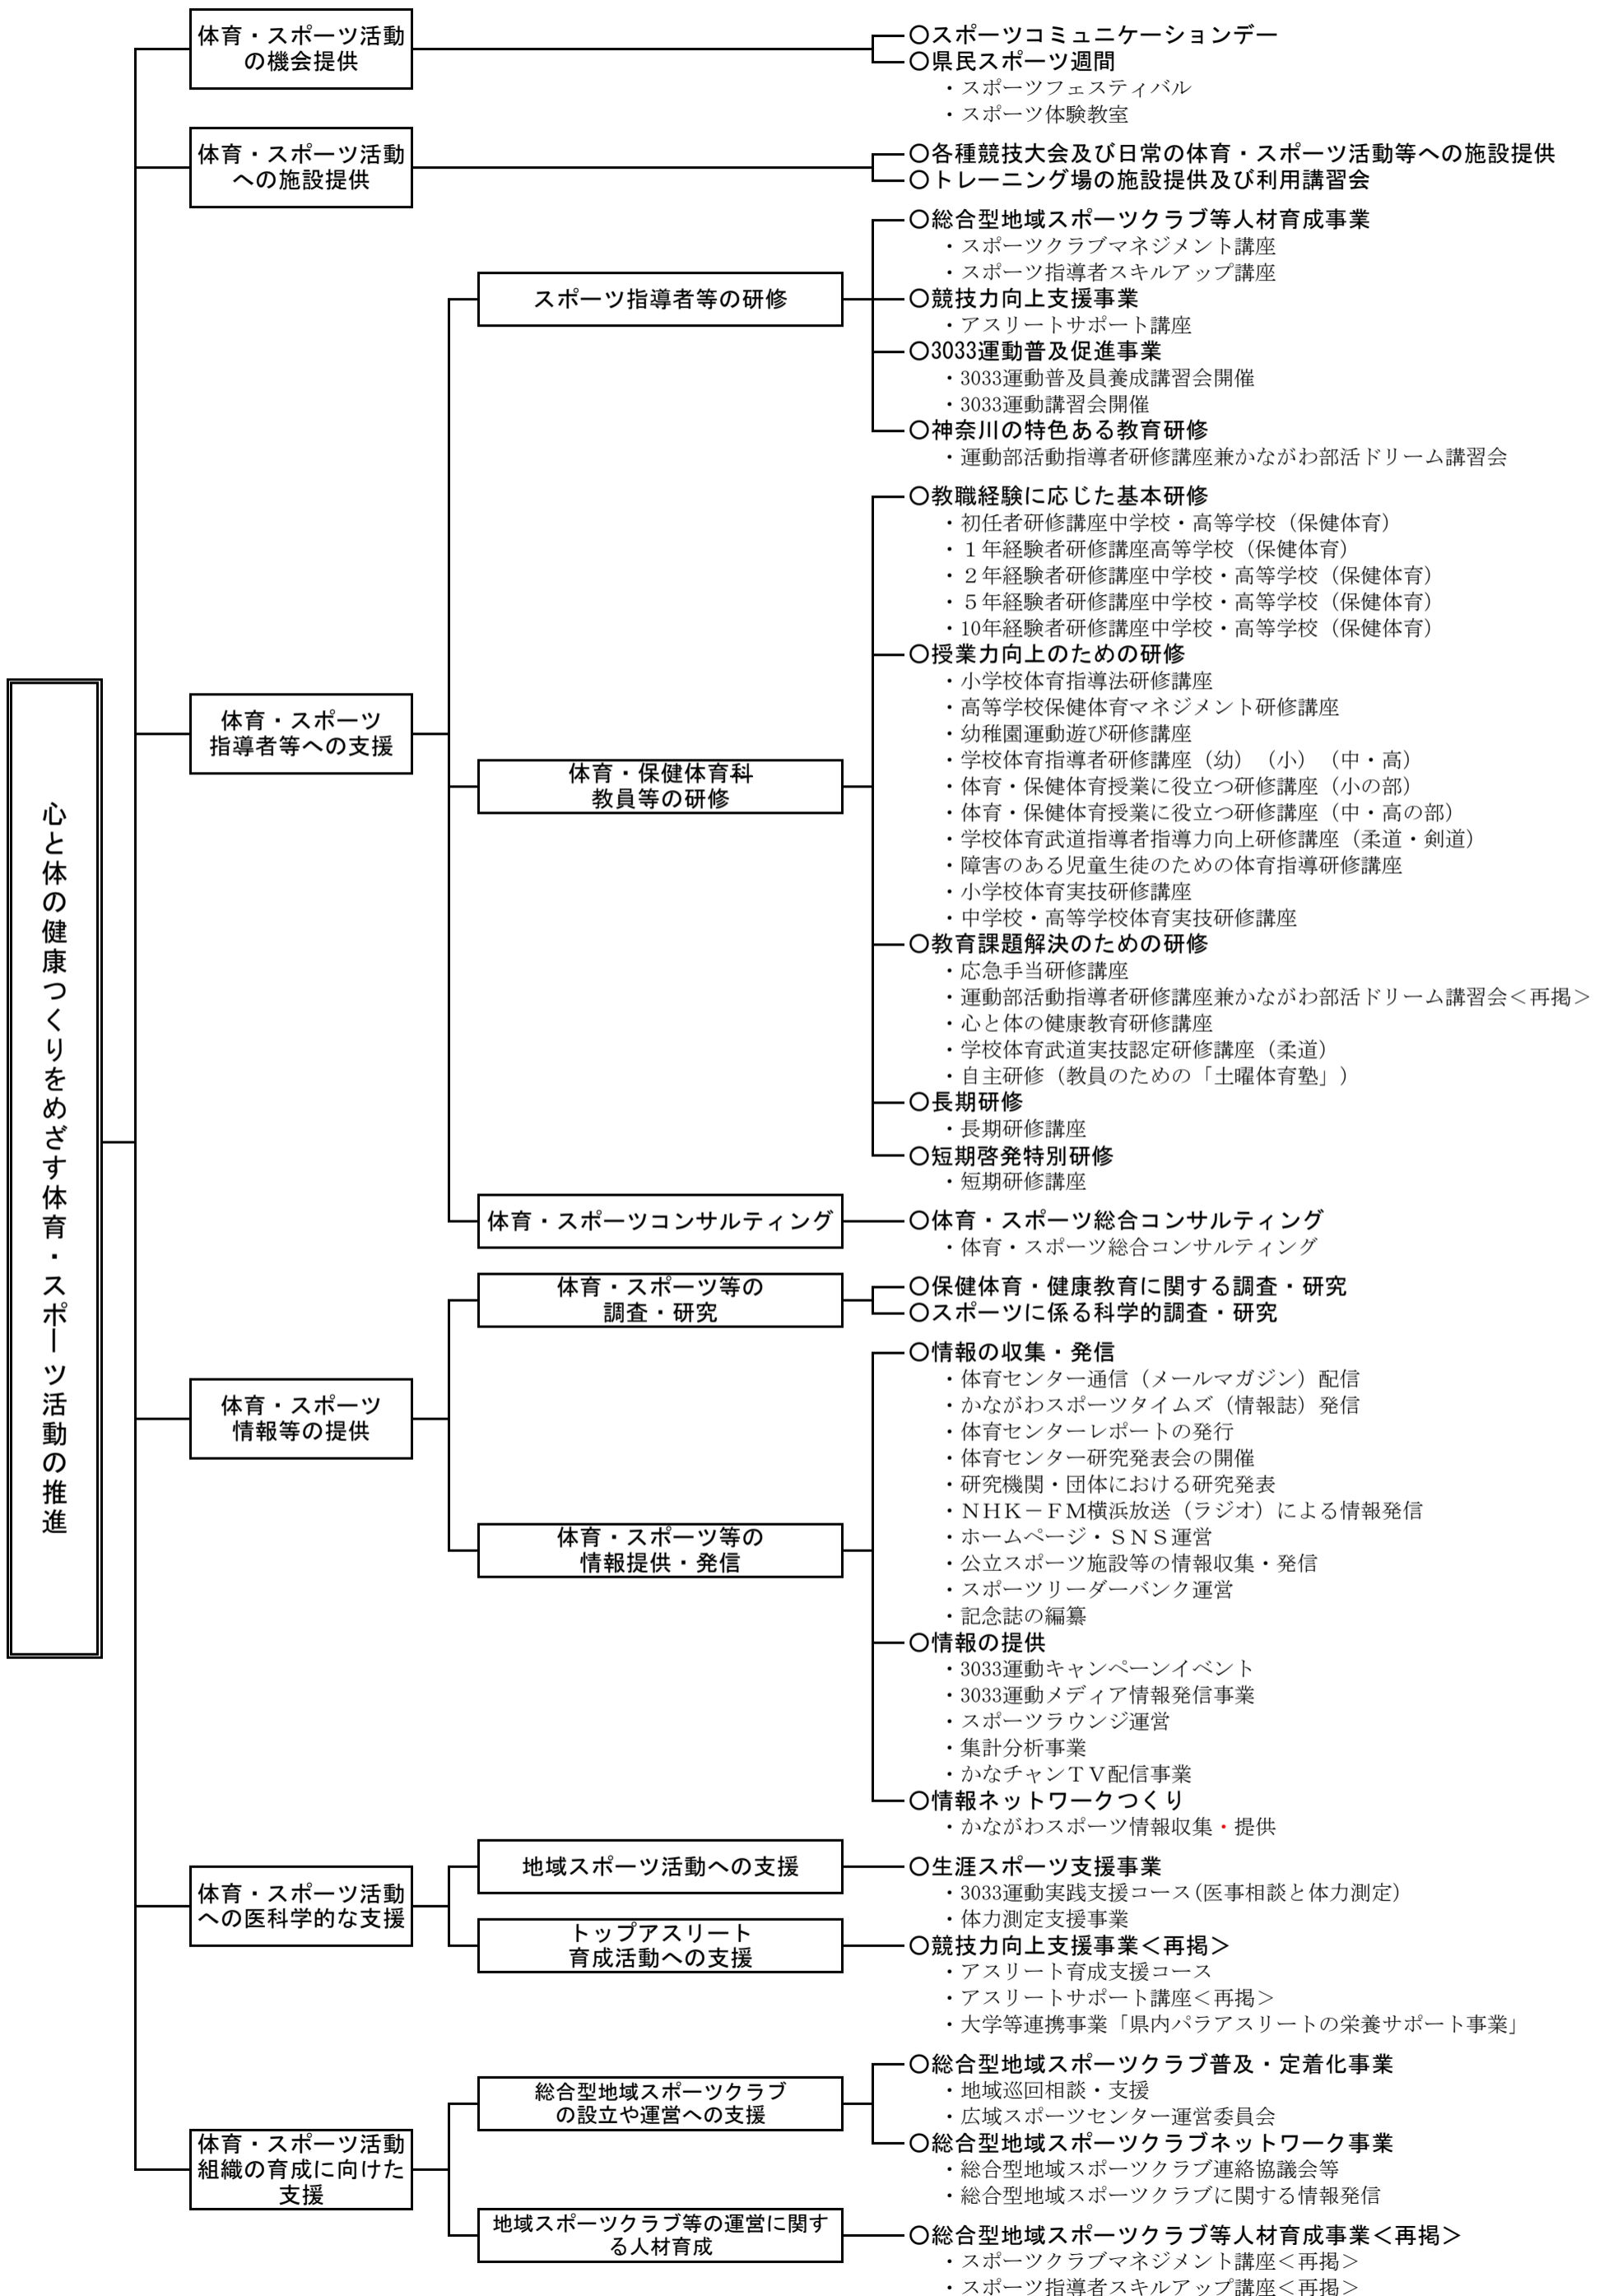 心と体の健康つくりをめざす体育・スポーツ活動の推進
体育・スポーツ活動
の機会提供
○スポーツコミュニケーションデー
○県民スポーツ週間
・スポーツフェスティバル
・スポーツ体験教室
体育・スポーツ活動
への施設提供
○各種競技大会及び日常の体育・スポーツ活動等への施設提供
○トレーニング場の施設提供及び利用講習会
体育・スポーツ
指導者等への支援
スポーツ指導者等の研修
○総合型地域スポーツクラブ等人材育成事業
・スポーツクラブマネジメント講座
・スポーツ指導者スキルアップ講座
○競技力向上支援事業
・アスリートサポート講座
○3033運動普及促進事業
・3033運動普及員養成講習会開催
・3033運動講習会開催
○神奈川の特色ある教育研修
・運動部活動指導者研修講座兼かながわ部活ドリーム講習会
体育・保健体育科
教員等の研修
○教職経験に応じた基本研修
・初任者研修講座中学校・高等学校（保健体育）
・１年経験者研修講座高等学校（保健体育）
・２年経験者研修講座中学校・高等学校（保健体育）
・５年経験者研修講座中学校・高等学校（保健体育）
・10年経験者研修講座中学校・高等学校（保健体育）
○授業力向上のための研修
・小学校体育指導法研修講座
・高等学校保健体育マネジメント研修講座
・幼稚園運動遊び研修講座
・学校体育指導者研修講座（幼）（小）（中・高）
・体育・保健体育授業に役立つ研修講座（小の部）
・体育・保健体育授業に役立つ研修講座（中・高の部）
・学校体育武道指導者指導力向上研修講座（柔道・剣道）
・障害のある児童生徒のための体育指導研修講座
・小学校体育実技研修講座
・中学校・高等学校体育実技研修講座
○教育課題解決のための研修
・応急手当研修講座
・運動部活動指導者研修講座兼かながわ部活ドリーム講習会＜再掲＞
・心と体の健康教育研修講座
・学校体育武道実技認定研修講座（柔道）
・自主研修（教員のための「土曜体育塾」）
○長期研修
・長期研修講座
○短期啓発特別研修
・短期研修講座
体育・スポーツコンサルティング
○体育・スポーツ総合コンサルティング
・体育・スポーツ総合コンサルティング
体育・スポーツ
情報等の提供
体育・スポーツ等の
調査・研究
○保健体育・健康教育に関する調査・研究
○スポーツに係る科学的調査・研究
体育・スポーツ等の
情報提供・発信
○情報の収集・発信
・体育センター通信（メールマガジン）配信
・かながわスポーツタイムズ（情報誌）発信
・体育センターレポートの発行
・体育センター研究発表会の開催
・研究機関・団体における研究発表
・ＮＨＫ－ＦＭ横浜放送（ラジオ）による情報発信
・ホームページ・ＳＮＳ運営
・公立スポーツ施設等の情報収集・発信
・スポーツリーダーバンク運営
・記念誌の編纂
○情報の提供
・3033運動キャンペーンイベント
・3033運動メディア情報発信事業
・スポーツラウンジ運営
・集計分析事業
・かなチャンＴＶ配信事業
○情報ネットワークつくり
・かながわスポーツ情報収集・提供
体育・スポーツ活動
への医科学的な支援
地域スポーツ活動への支援
○生涯スポーツ支援事業
・3033運動実践支援コース(医事相談と体力測定)
・体力測定支援事業
トップアスリート
育成活動への支援
○競技力向上支援事業＜再掲＞
・アスリート育成支援コース
・アスリートサポート講座＜再掲＞
・大学等連携事業「県内パラアスリートの栄養サポート事業」
体育・スポーツ活動
組織の育成に向けた
支援
総合型地域スポーツクラブ
の設立や運営への支援
○総合型地域スポーツクラブ普及・定着化事業
・地域巡回相談・支援
・広域スポーツセンター運営委員会
○総合型地域スポーツクラブネットワーク事業
・総合型地域スポーツクラブ連絡協議会等
・総合型地域スポーツクラブに関する情報発信
地域スポーツクラブ等の運営に関す
る人材育成
○総合型地域スポーツクラブ等人材育成事業＜再掲＞
・スポーツクラブマネジメント講座＜再掲＞
・スポーツ指導者スキルアップ講座＜再掲＞